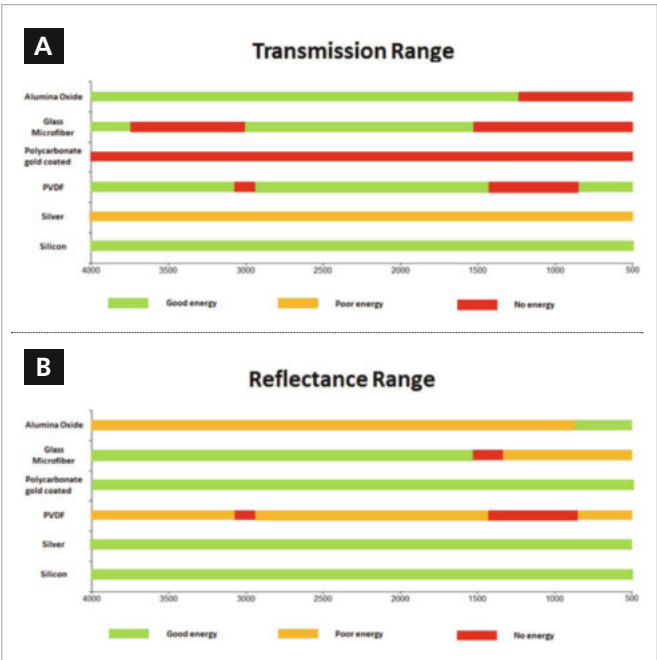 A
Transmission Range
Alumina Oxide
Glass
Microfiber
Polycarbonate
gold coated
PVDF
Silver
Silicon
4000 3500 3000 2500 2000 1500 1000 500
Good energy Poor energy No energy
B
Reflectance Range
Alumina Oxide
Glass
Microfiber
Polycarbonate
gold coated
PVDF
Silver
Silicon
4000 3500 3000 2500 2000 1500 1000 500
Good energy Poor energy No energy